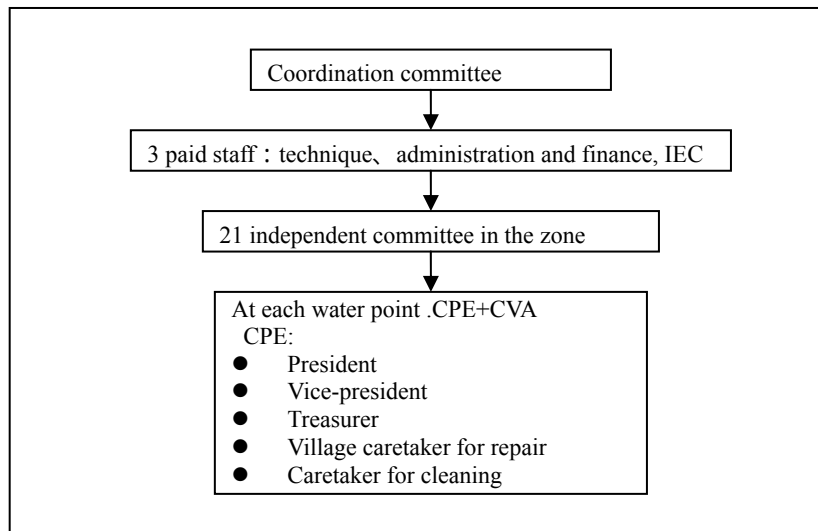 Coordination committee
3 paid staff：technique、administration and finance, IEC
21 independent committee in the zone
At each water point .CPE+CVA
CPE:
● President
● Vice-president
● Treasurer
● Village caretaker for repair
● Caretaker for cleaning